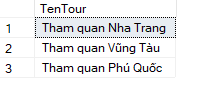 TenTour
1 Tham quan Nha Trang
2 Tham quan Vũng Tàu
3 Tham quan Phú Quốc